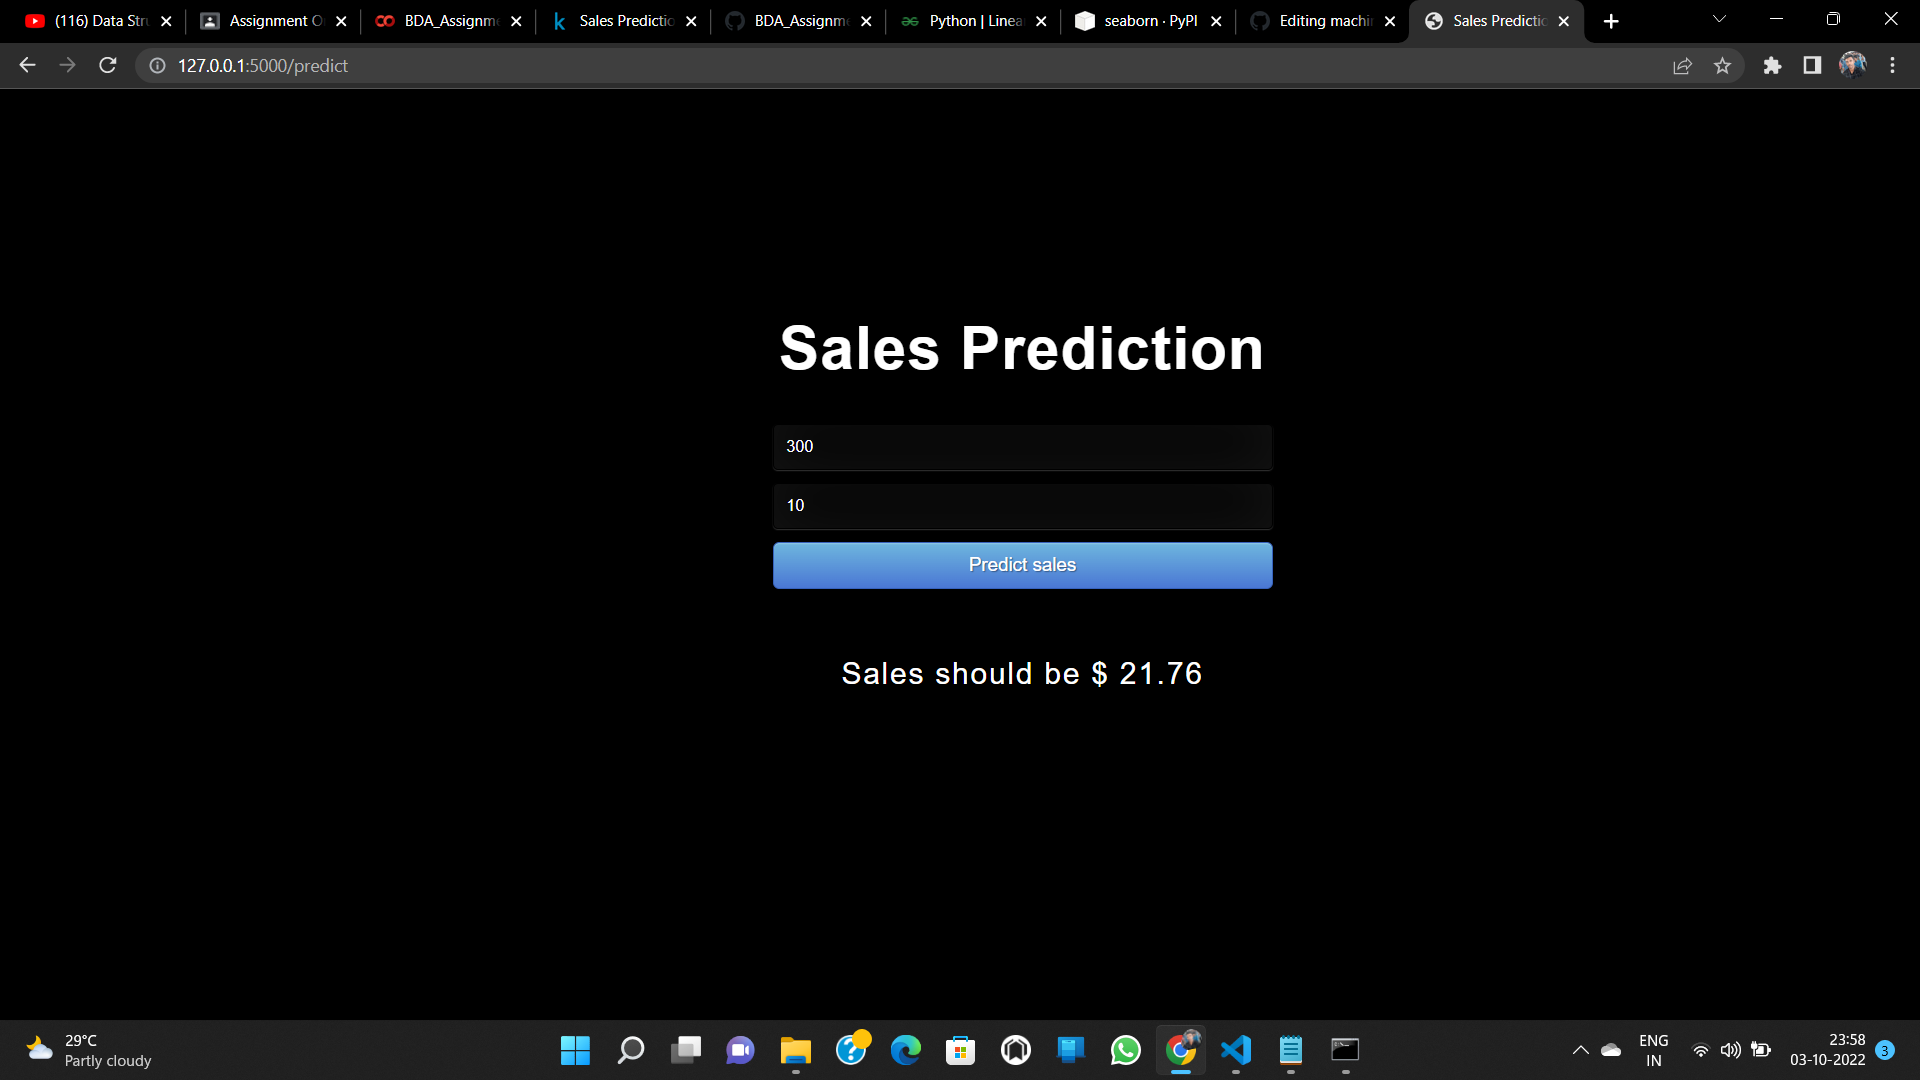 (116) Data Str
Assignment O
BDA_Assignme
Sales Predictio
BDA_Assignme
Python | Linea
seaborn · PyPI
Editing machi
Sales Predictio
127.0.0.1:5000/predict
Sales Prediction
300
10
Predict sales
Sales should be $ 21.76
29°C
Partly cloudy
ENG
IN
23:58
03-10-2022
3